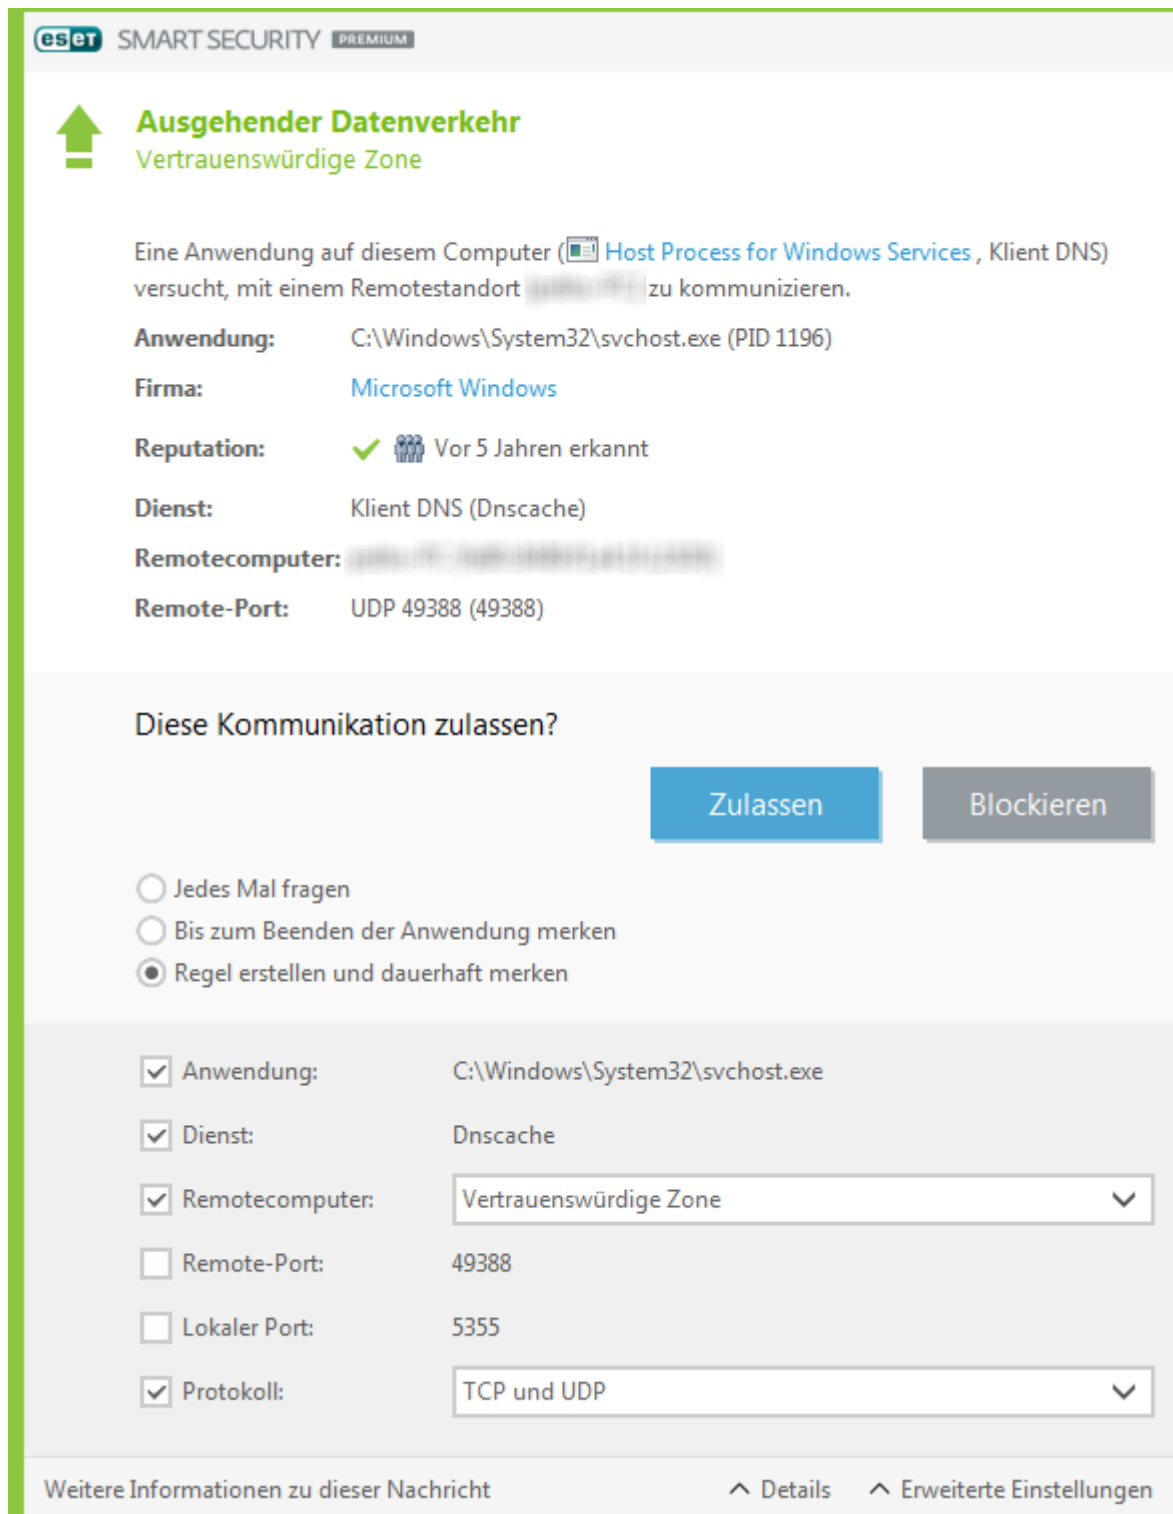 eset SMART SECURITY PREMIUM
Ausgehender Datenverkehr
Vertrauenswürdige Zone
Eine Anwendung auf diesem Computer ( Host Process for Windows Services , Klient DNS)
versucht, mit einem Remotestandort zu kommunizieren.
Anwendung: C:\Windows\System32\svchost.exe (PID 1196)
Firma: Microsoft Windows
Reputation: Vor 5 Jahren erkannt
Dienst: Klient DNS (Dnscache)
Remotecomputer:
Remote-Port: UDP 49388 (49388)
Diese Kommunikation zulassen?
Zulassen Blockieren
Jedes Mal fragen
Bis zum Beenden der Anwendung merken
Regel erstellen und dauerhaft merken
Anwendung: C:\Windows\System32\svchost.exe
Dienst: Dnscache
Remotecomputer: Vertrauenswürdige Zone
Remote-Port: 49388
Lokaler Port: 5355
Protokoll: TCP und UDP
Weitere Informationen zu dieser Nachricht Details Erweiterte Einstellungen